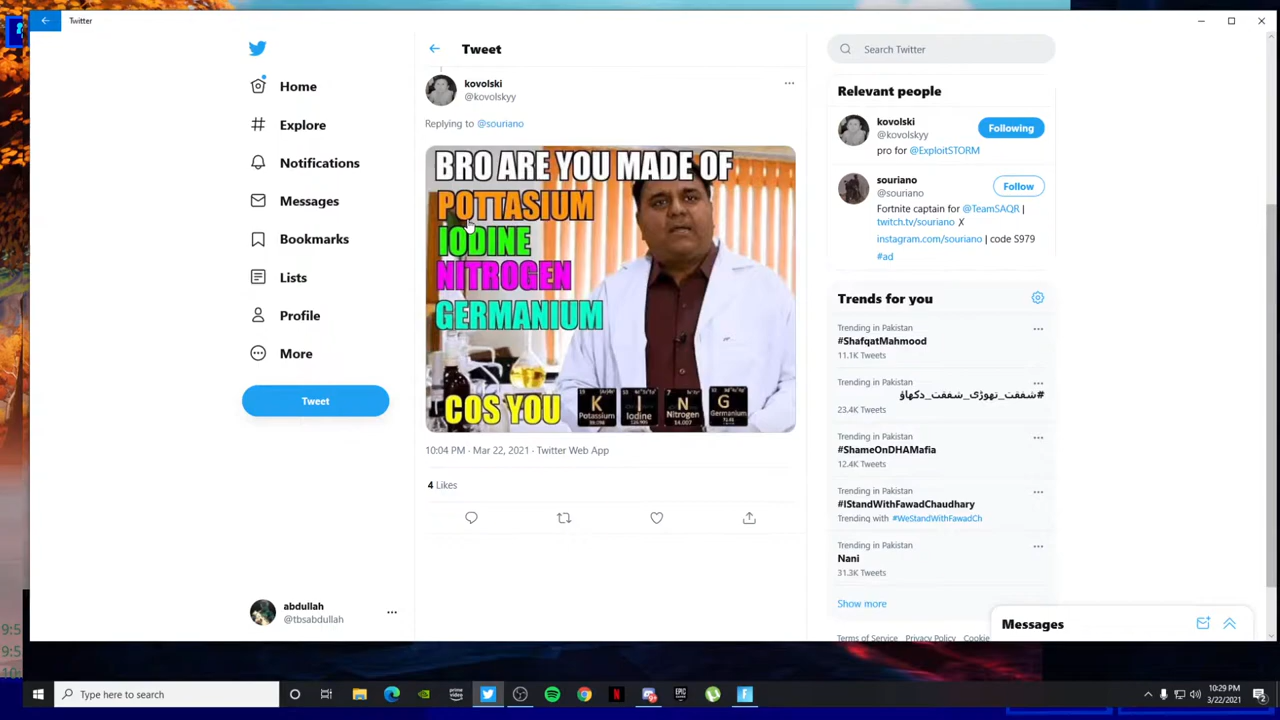 Twitter
Home
Explore
Notifications
Messages
Bookmarks
Lists
Profile
More
Tweet
abdullah
@tbsabdullah
Tweet
kovolski
@kovolskyy
Replying to @souriano
BRO ARE YOU MADE OF
POTTASIUM
IODINE
NITROGEN
GERMANIUM
COS YOU
K I N G
Potassium Iodine Nitrogen Germanium
10:04 PM · Mar 22, 2021 · Twitter Web App
4 Likes
Search Twitter
Relevant people
kovolski
@kovolskyy
Following
pro for @ExploitSTORM
souriano
@souriano
Follow
Fortnite captain for @TeamSAQR |
twitch.tv/souriano X
instagram.com/souriano | code S979
#ad
Trends for you
Trending in Pakistan
#ShafqatMahmood
11.1K Tweets
Trending in Pakistan
#شفقت_تھوڑی_شفقت_دکھاؤ
23.4K Tweets
Trending in Pakistan
#ShameOnDHAMafia
12.4K Tweets
Trending in Pakistan
#IStandWithFawadChaudhary
Trending with #WeStandWithFawadCh
Trending in Pakistan
Nani
31.3K Tweets
Show more
Terms of Service Privacy Policy Cookie
Messages
Type here to search
10:29 PM
3/22/2021